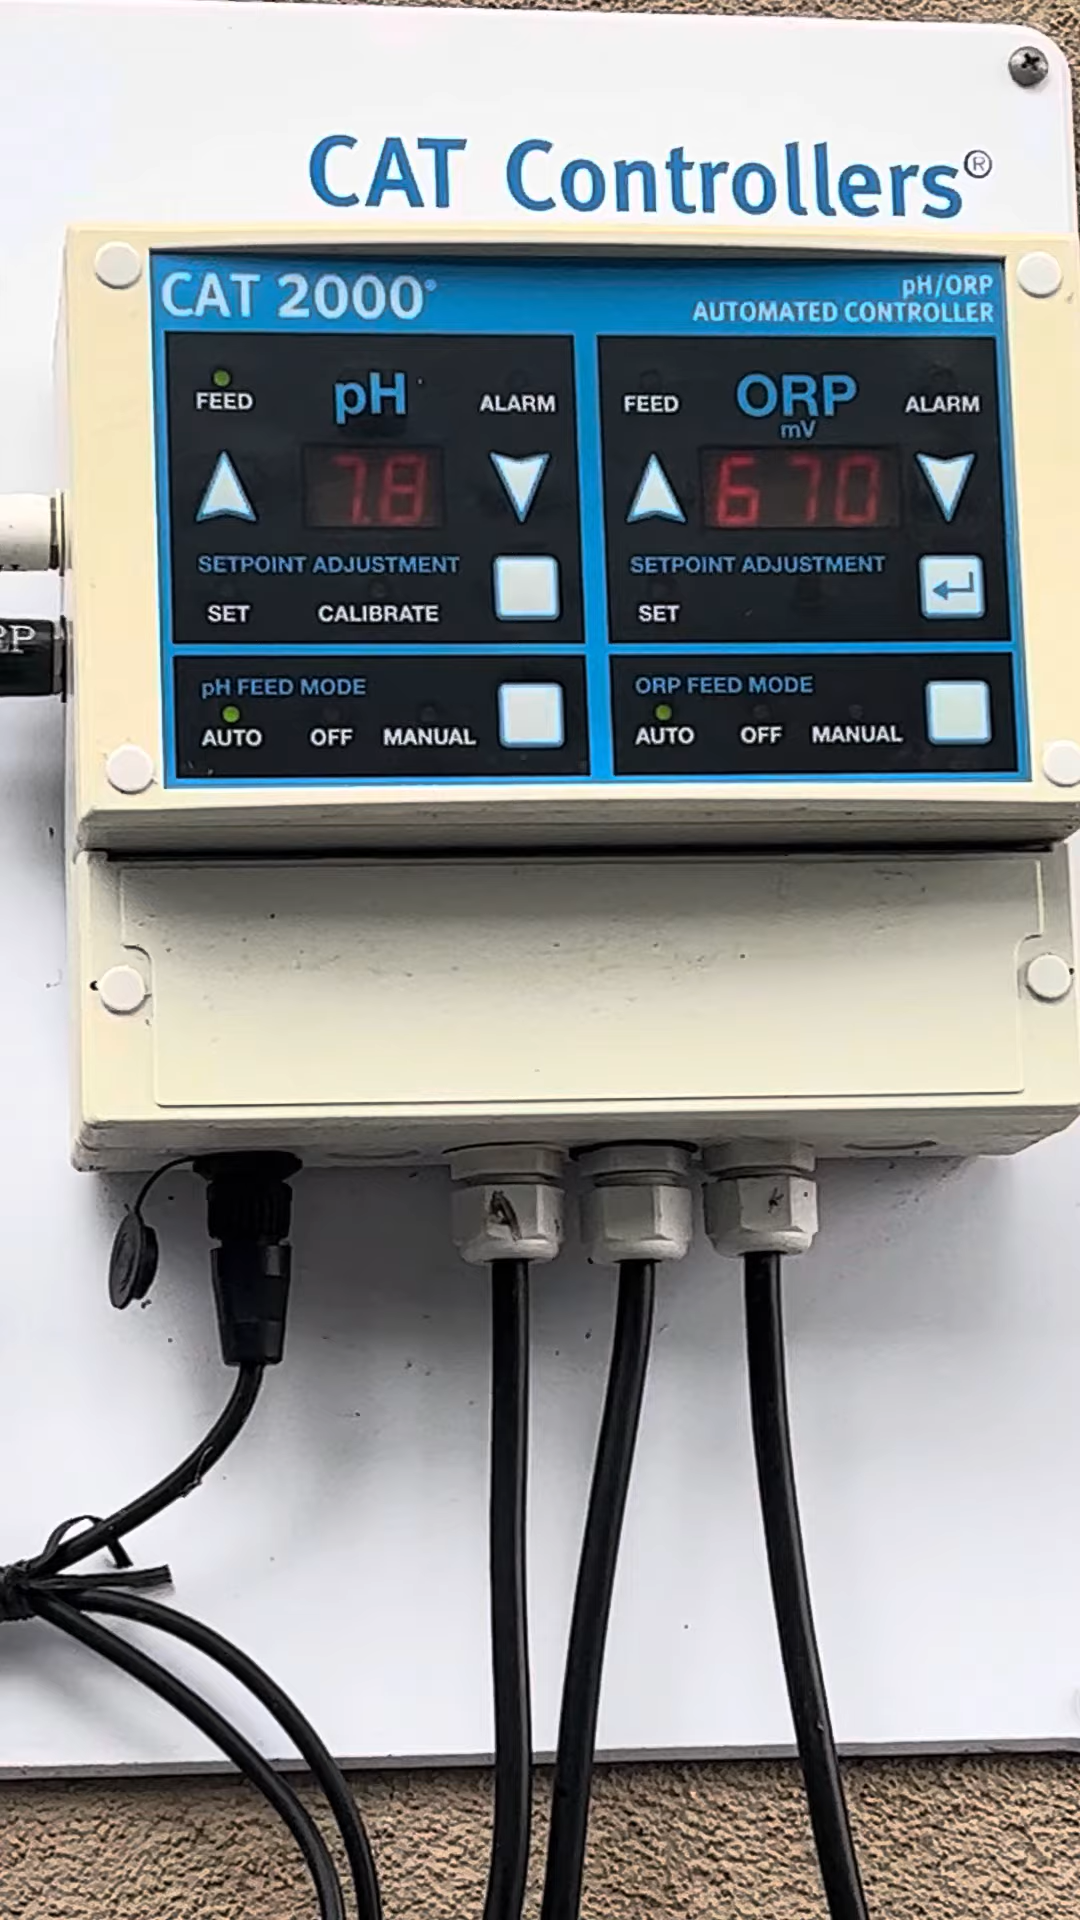 CAT Controllers®
CAT 2000®
pH/ORP
AUTOMATED CONTROLLER
FEED
pH
ALARM
7.8
SETPOINT ADJUSTMENT
SET
CALIBRATE
pH FEED MODE
AUTO
OFF
MANUAL
FEED
ORP
mV
ALARM
670
SETPOINT ADJUSTMENT
SET
ORP FEED MODE
AUTO
OFF
MANUAL